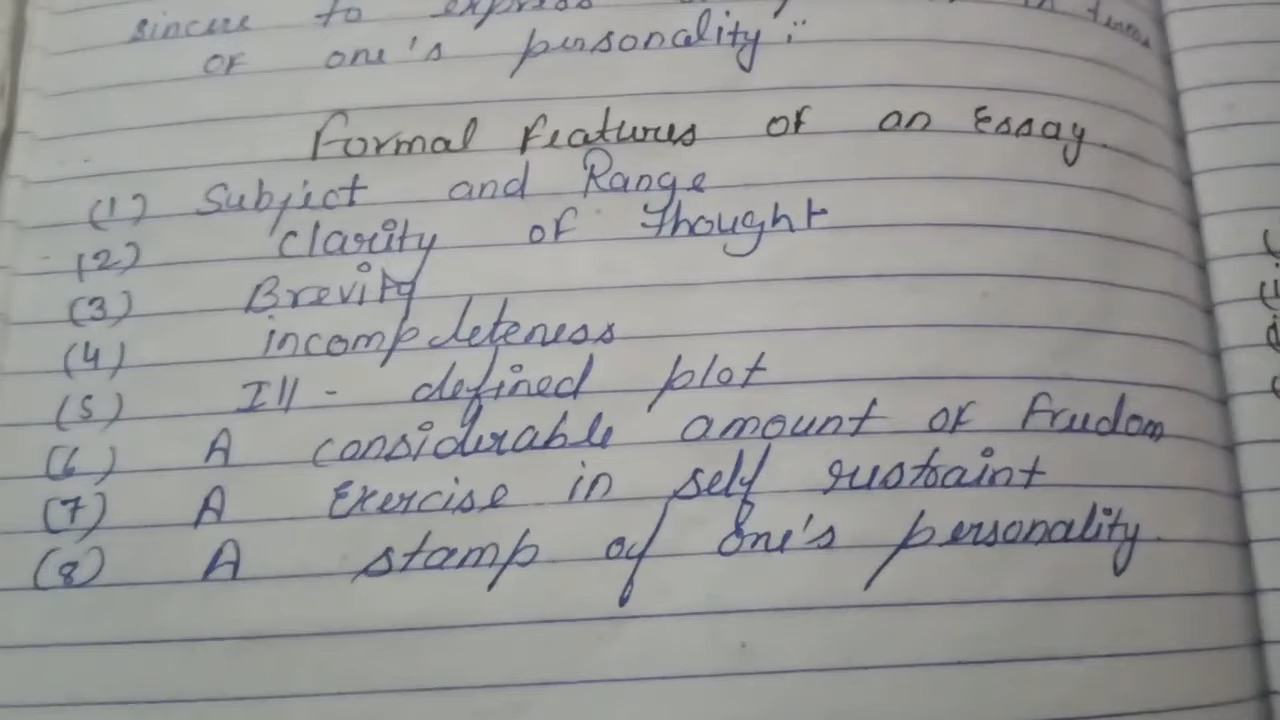 sincere to express
of one's personality".
Formal Features of an Essay.
(1) Subject and Range
(2) clarity of Thought
(3) Brevity
(4) incompleteness
(5) Ill-defined plot
(6) A considerable amount of Freedom
(7) A Exercise in self restraint
(8) A stamp of One's personality.